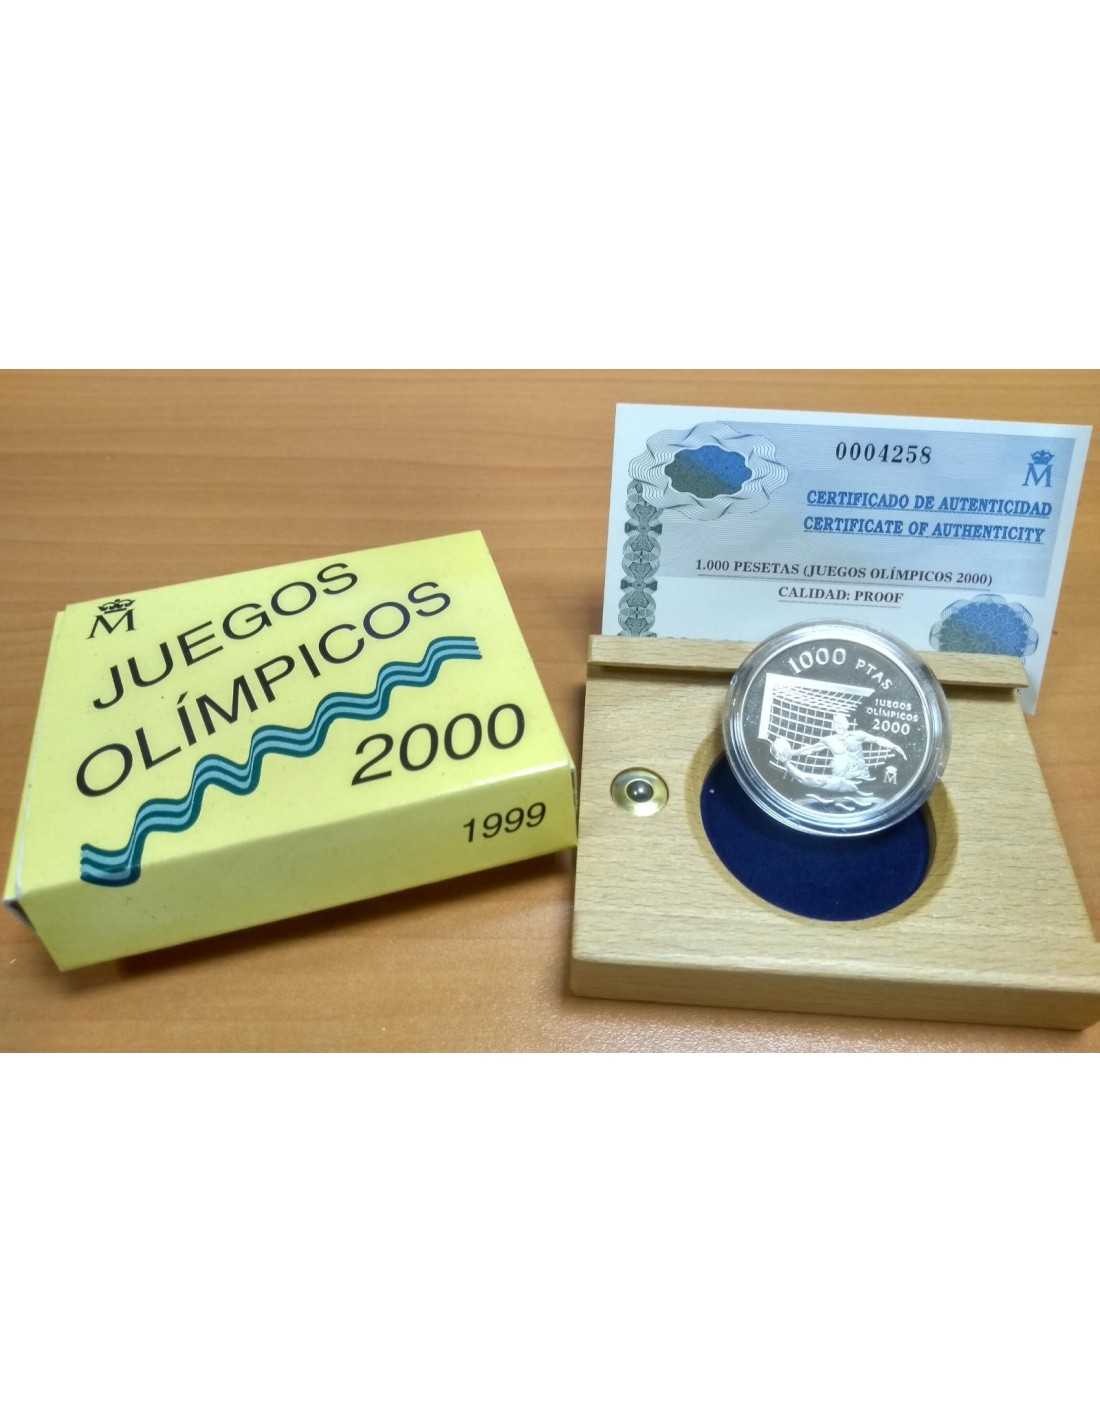 M
JUEGOS
OLÍMPICOS
2000
1999
0004258
M
CERTIFICADO DE AUTENTICIDAD
CERTIFICATE OF AUTHENTICITY
1.000 PESETAS (JUEGOS OLÍMPICOS 2000)
CALIDAD: PROOF
1000 PTAS
JUEGOS
OLÍMPICOS
2000
M